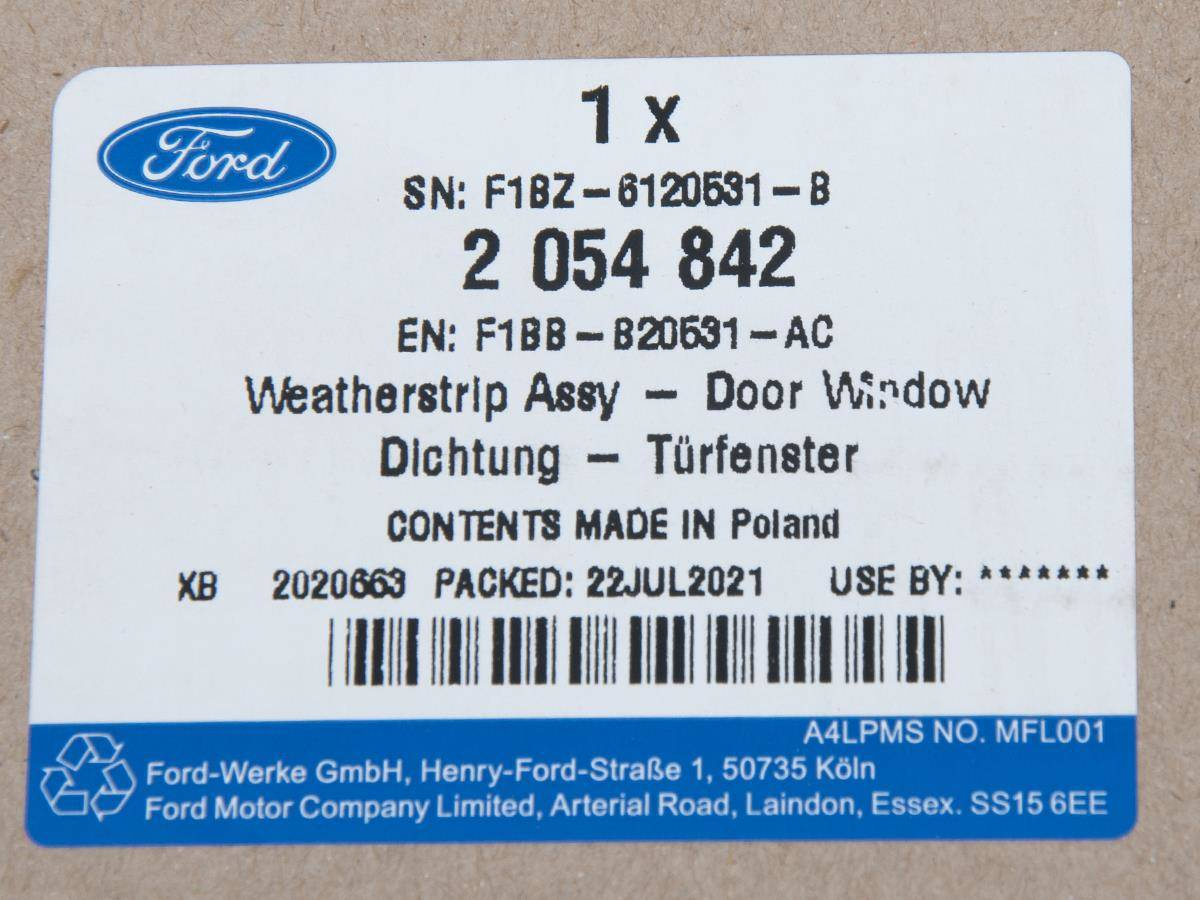 Ford
1 x
SN: F1BZ-6120531-B
2 054 842
EN: F1BB-B20531-AC
Weatherstrip Assy - Door Window
Dichtung - Türfenster
CONTENTS MADE IN Poland
XB 2020663 PACKED: 22JUL2021 USE BY: *******
A4LPMS NO. MFL001
Ford-Werke GmbH, Henry-Ford-Straße 1, 50735 Köln
Ford Motor Company Limited, Arterial Road, Laindon, Essex. SS15 6EE